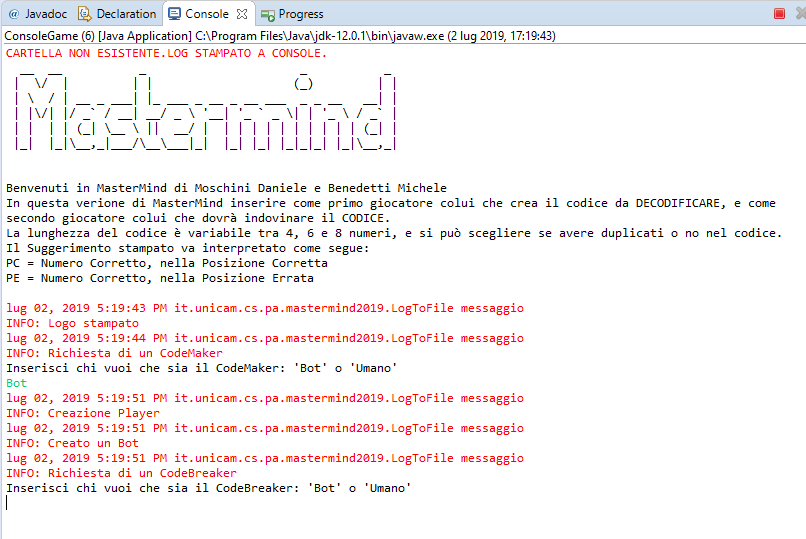 Javadoc Declaration Console Progress
ConsoleGame (6) [Java Application] C:\Program Files\Java\jdk-12.0.1\bin\javaw.exe (2 lug 2019, 17:19:43)
CARTELLA NON ESISTENTE.LOG STAMPATO A CONSOLE.
Mastermind
Benvenuti in MasterMind di Moschini Daniele e Benedetti Michele
In questa verione di MasterMind inserire come primo giocatore colui che crea il codice da DECODIFICARE, e come
secondo giocatore colui che dovrà indovinare il CODICE.
La lunghezza del codice è variabile tra 4, 6 e 8 numeri, e si può scegliere se avere duplicati o no nel codice.
Il Suggerimento stampato va interpretato come segue:
PC = Numero Corretto, nella Posizione Corretta
PE = Numero Corretto, nella Posizione Errata
lug 02, 2019 5:19:43 PM it.unicam.cs.pa.mastermind2019.LogToFile messaggio
INFO: Logo stampato
lug 02, 2019 5:19:44 PM it.unicam.cs.pa.mastermind2019.LogToFile messaggio
INFO: Richiesta di un CodeMaker
Inserisci chi vuoi che sia il CodeMaker: 'Bot' o 'Umano'
Bot
lug 02, 2019 5:19:51 PM it.unicam.cs.pa.mastermind2019.LogToFile messaggio
INFO: Creazione Player
lug 02, 2019 5:19:51 PM it.unicam.cs.pa.mastermind2019.LogToFile messaggio
INFO: Creato un Bot
lug 02, 2019 5:19:51 PM it.unicam.cs.pa.mastermind2019.LogToFile messaggio
INFO: Richiesta di un CodeBreaker
Inserisci chi vuoi che sia il CodeBreaker: 'Bot' o 'Umano'